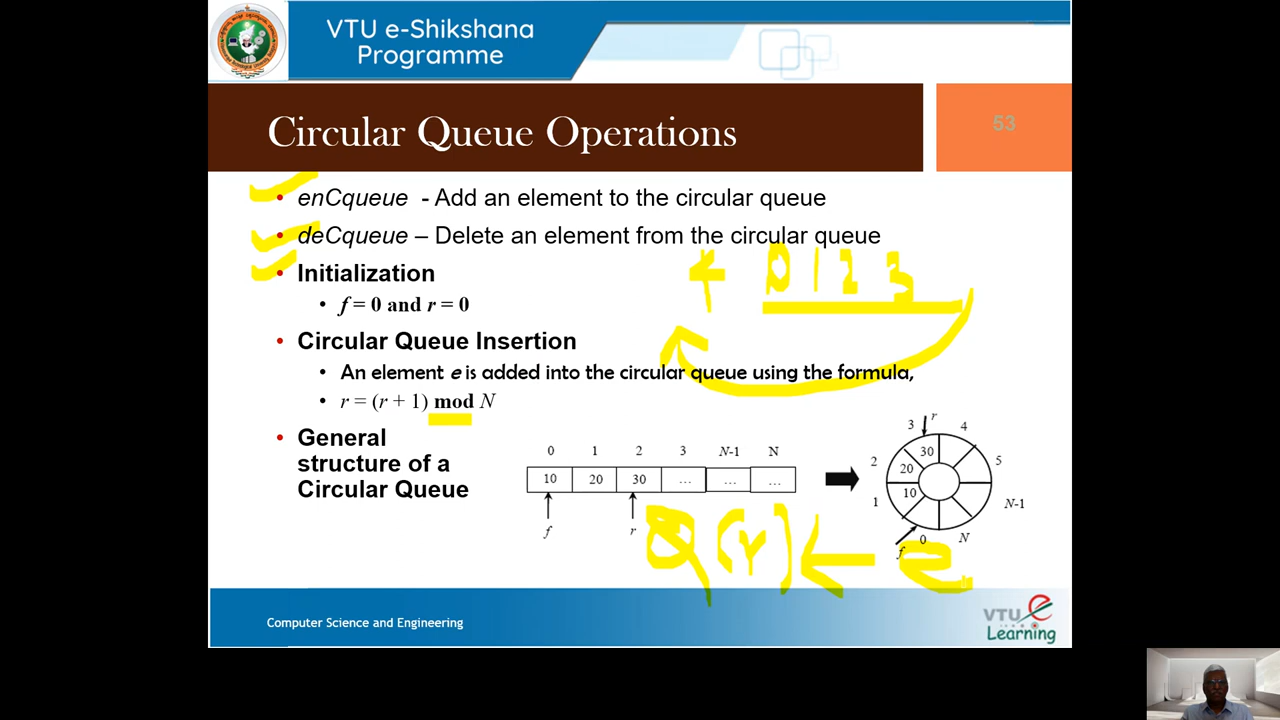 VTU e-Shikshana
Programme
Circular Queue Operations
53
• enCqueue - Add an element to the circular queue
• deCqueue – Delete an element from the circular queue
• Initialization
• f = 0 and r = 0
4 0 1 2 3
• Circular Queue Insertion
• An element e is added into the circular queue using the formula,
• r = (r + 1) mod N
• General
structure of a
Circular Queue
0 1 2 3 N-1 N
10 20 30 ... ... ...
f r
r
3 4
2 30 5
20
1 10 N-1
0 N
f
Q[r] ← e
Computer Science and Engineering
VTU e
Learning